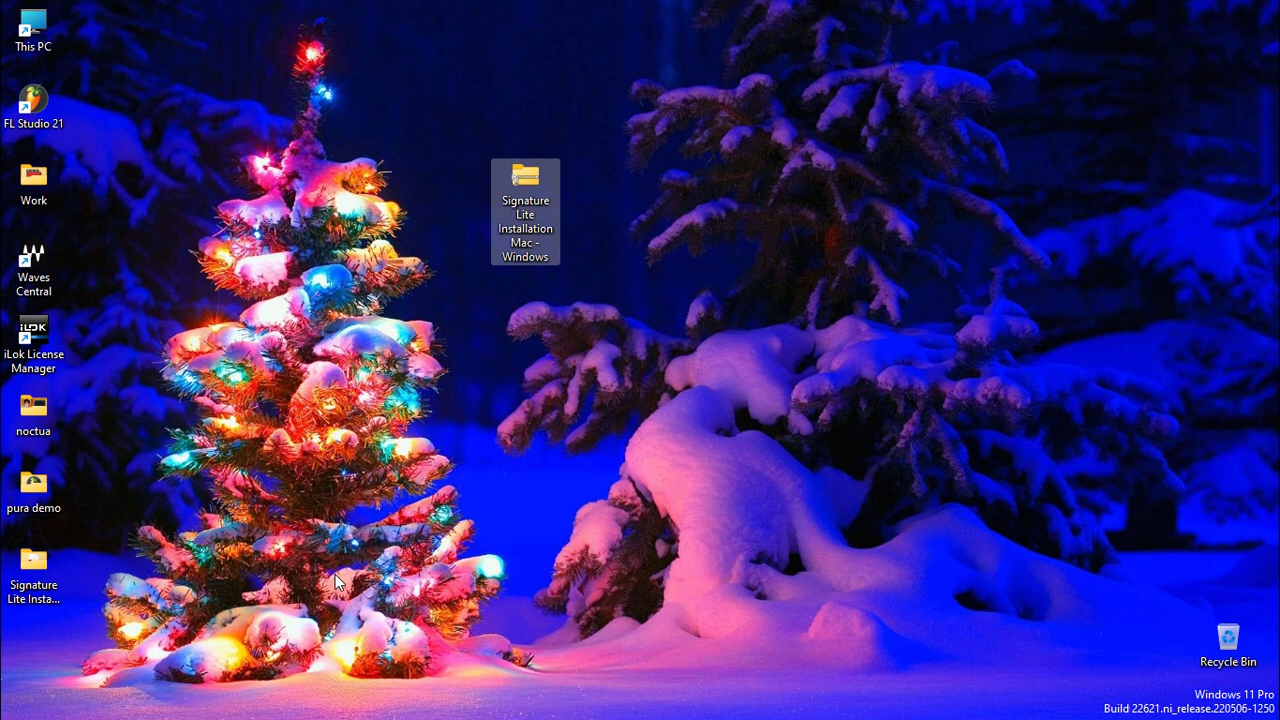 This PC
FL Studio 21
Work
Waves
Central
iLOK
iLok License
Manager
noctua
pura demo
Signature
Lite Insta...
Signature
Lite
Installation
Mac -
Windows
Recycle Bin
Windows 11 Pro
Build 22621.ni_release.220506-1250